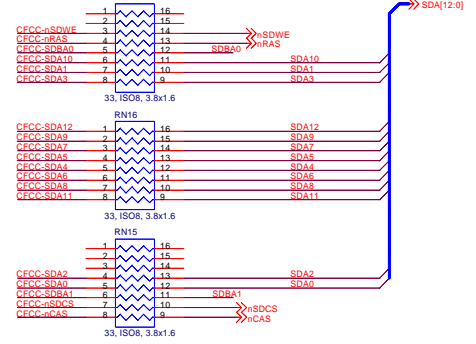 SDA[12:0]
1 16
2 15
CFCC-nSDWE 3 14 nSDWE
CFCC-nRAS 4 13 nRAS
CFCC-SDBA0 5 12 SDBA0
CFCC-SDA10 6 11 SDA10
CFCC-SDA1 7 10 SDA1
CFCC-SDA3 8 9 SDA3
33, ISO8, 3.8x1.6
RN16
CFCC-SDA12 1 16 SDA12
CFCC-SDA9 2 15 SDA9
CFCC-SDA7 3 14 SDA7
CFCC-SDA5 4 13 SDA5
CFCC-SDA4 5 12 SDA4
CFCC-SDA6 6 11 SDA6
CFCC-SDA8 7 10 SDA8
CFCC-SDA11 8 9 SDA11
33, ISO8, 3.8x1.6
RN15
1 16
2 15
3 14
CFCC-SDA2 4 13 SDA2
CFCC-SDA0 5 12 SDA0
CFCC-SDBA1 6 11 SDBA1
CFCC-nSDCS 7 10 nSDCS
CFCC-nCAS 8 9 nCAS
33, ISO8, 3.8x1.6